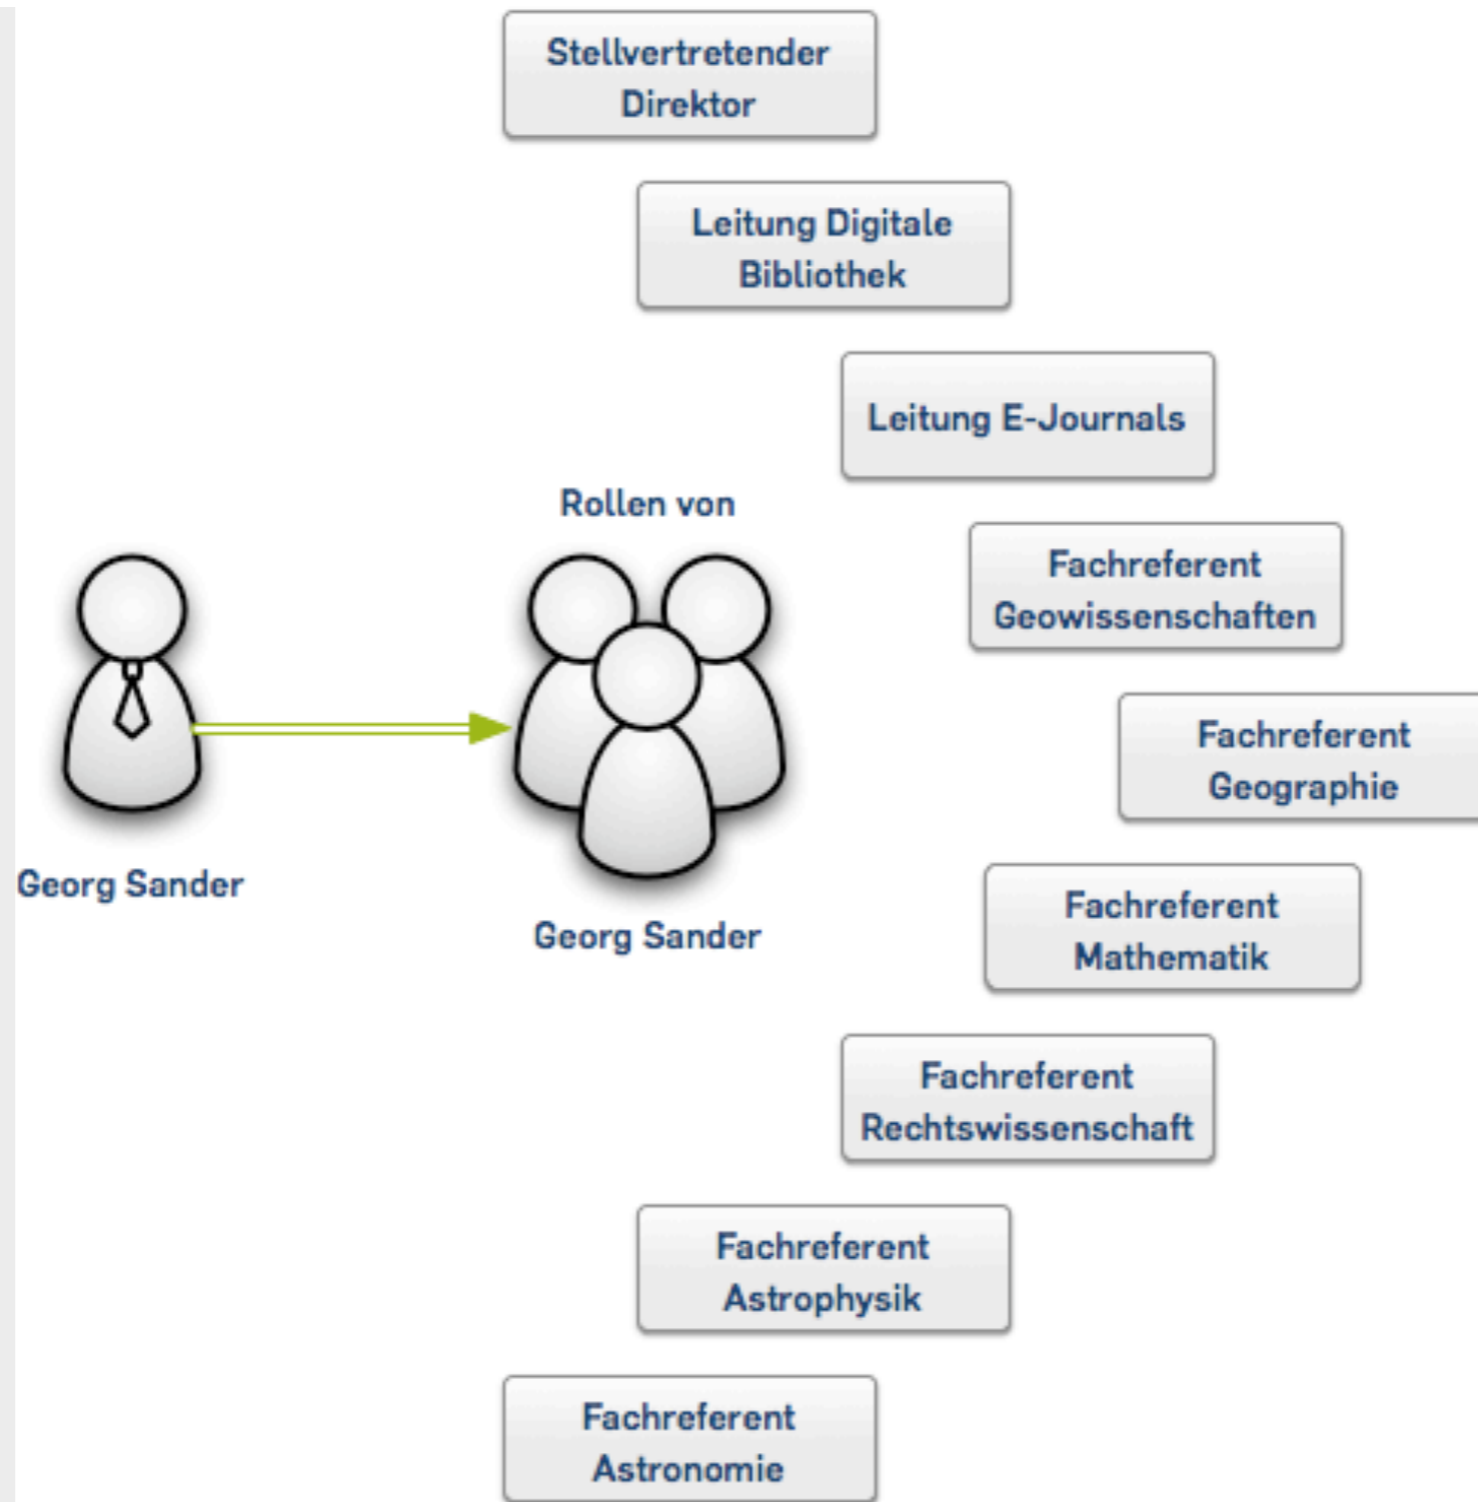 Stellvertretender
Direktor
Leitung Digitale
Bibliothek
Leitung E-Journals
Rollen von
Fachreferent
Geowissenschaften
Fachreferent
Geographie
Georg Sander
Georg Sander
Fachreferent
Mathematik
Fachreferent
Rechtswissenschaft
Fachreferent
Astrophysik
Fachreferent
Astronomie